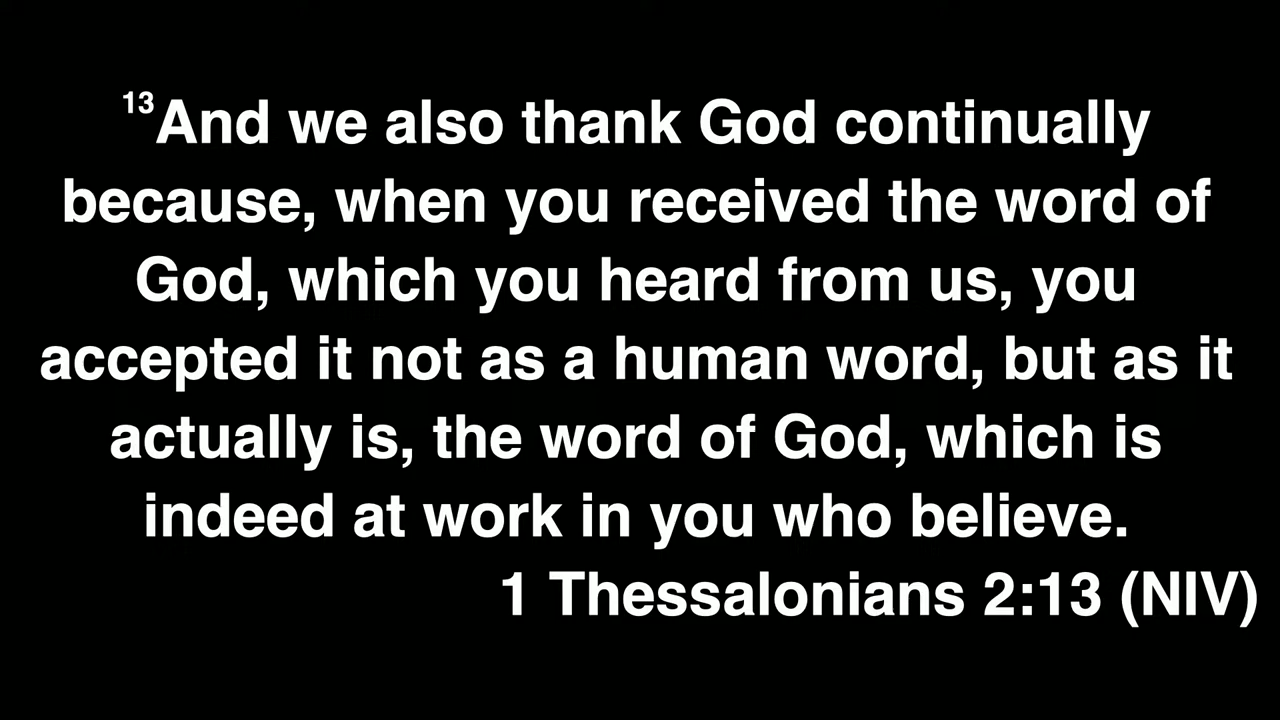 13And we also thank God continually
because, when you received the word of
God, which you heard from us, you
accepted it not as a human word, but as it
actually is, the word of God, which is
indeed at work in you who believe.
1 Thessalonians 2:13 (NIV)